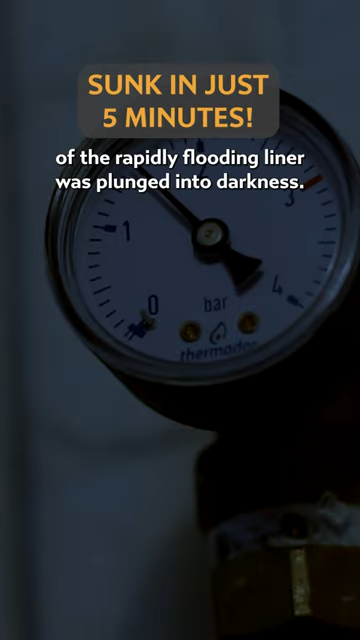 SUNK IN JUST
5 MINUTES!
of the rapidly flooding liner
was plunged into darkness.
2
3
1
4
0
bar
thermador